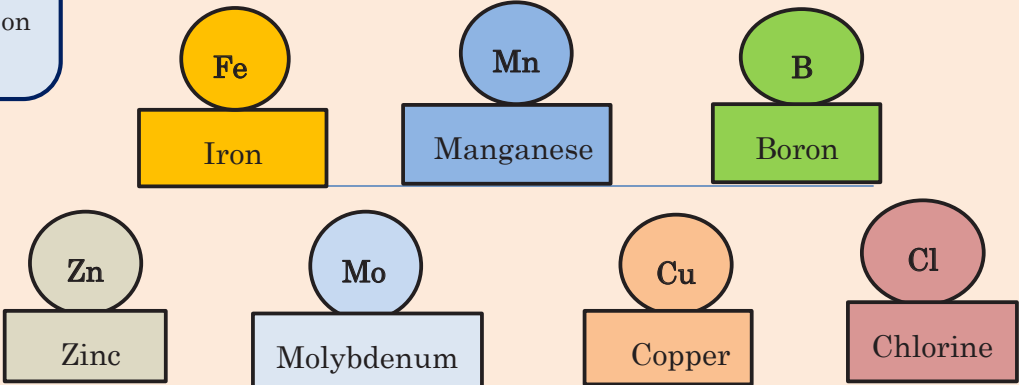 on
Fe
Mn
B
Iron
Manganese
Boron
Zn
Mo
Cu
Cl
Zinc
Molybdenum
Copper
Chlorine